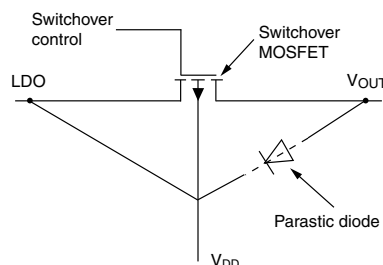 Switchover
control
Switchover
MOSFET
LDO
VOUT
Parastic diode
VDD